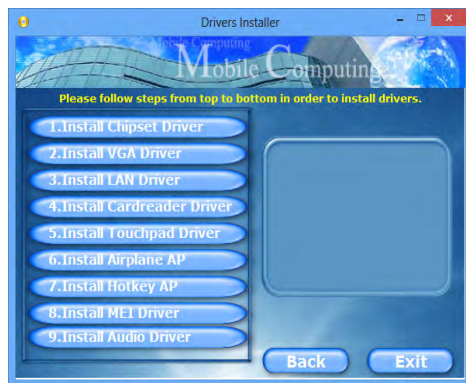 Drivers Installer
Mobile Computing
Mobile Computing
Please follow steps from top to bottom in order to install drivers.
1.Install Chipset Driver
2.Install VGA Driver
3.Install LAN Driver
4.Install Cardreader Driver
5.Install Touchpad Driver
6.Install Airplane AP
7.Install Hotkey AP
8.Install MEI Driver
9.Install Audio Driver
Back
Exit